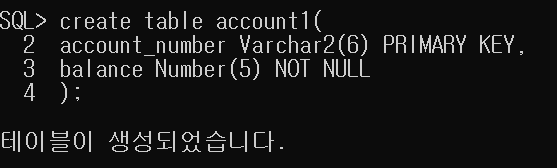 SQL> create table account1(
  2  account_number Varchar2(6) PRIMARY KEY,
  3  balance Number(5) NOT NULL
  4  );
테이블이 생성되었습니다.